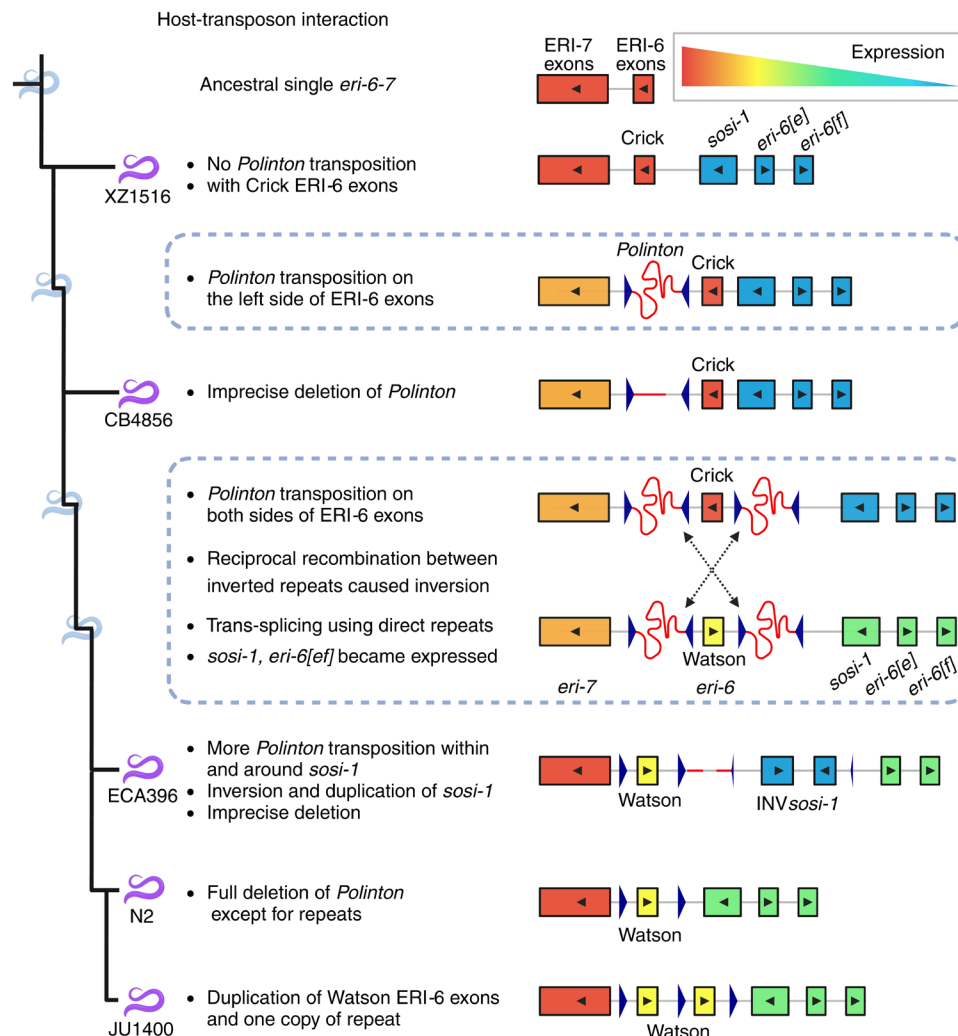 Host-transposon interaction
ERI-7 exons
ERI-6 exons
Expression
Ancestral single eri-6-7
sosi-1
eri-6[e]
eri-6[f]
Crick
• No Polinton transposition
• with Crick ERI-6 exons
XZ1516
Polinton
Crick
• Polinton transposition on
the left side of ERI-6 exons
Crick
• Imprecise deletion of Polinton
CB4856
Crick
• Polinton transposition on
both sides of ERI-6 exons
• Reciprocal recombination between
inverted repeats caused inversion
• Trans-splicing using direct repeats
• sosi-1, eri-6[ef] became expressed
Watson
eri-7
eri-6
sosi-1
eri-6[e]
eri-6[f]
• More Polinton transposition within
and around sosi-1
• Inversion and duplication of sosi-1
• Imprecise deletion
ECA396
Watson
INVsosi-1
• Full deletion of Polinton
except for repeats
N2
Watson
• Duplication of Watson ERI-6 exons
and one copy of repeat
JU1400
Watson